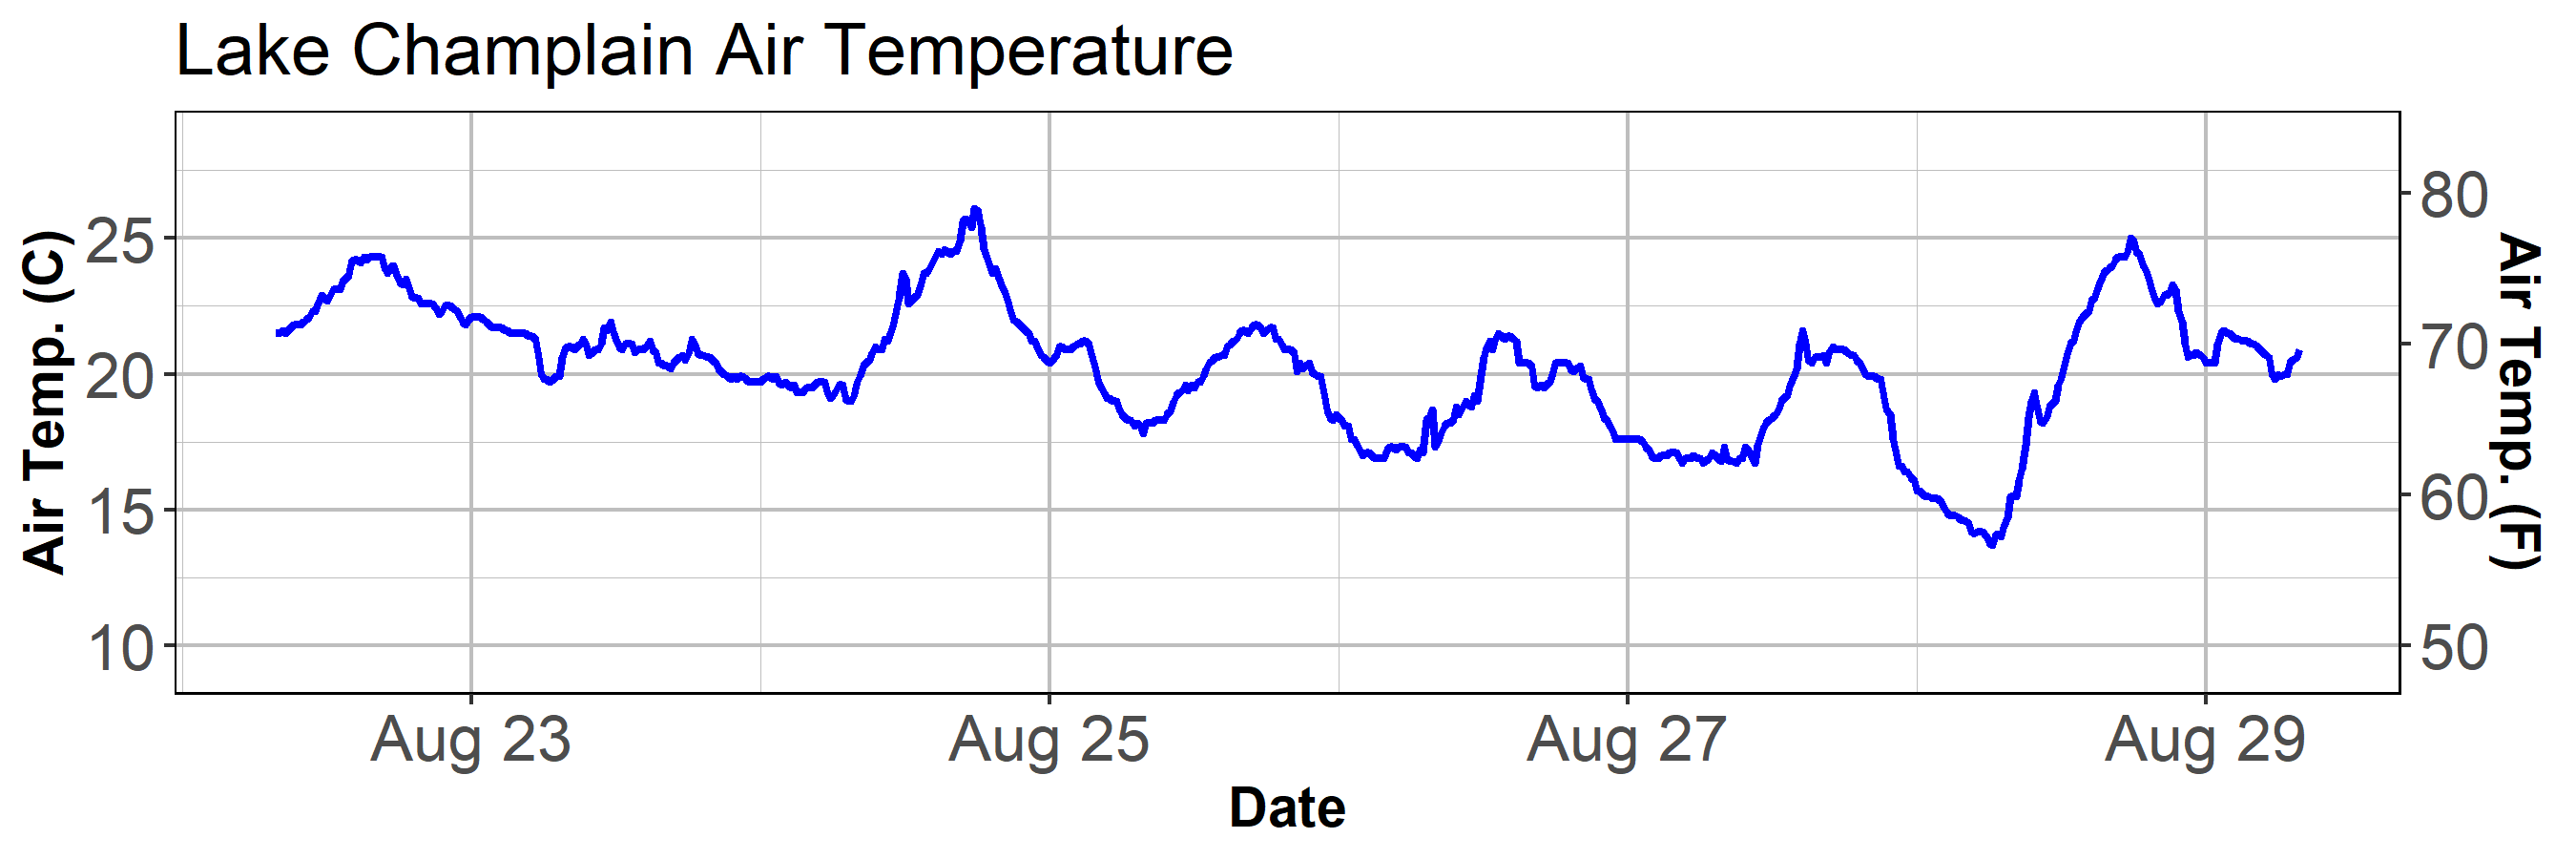 Lake Champlain Air Temperature
Air Temp. (C)
25
20
15
10
80
70
60
50
Air Temp. (F)
Aug 23
Aug 25
Aug 27
Aug 29
Date